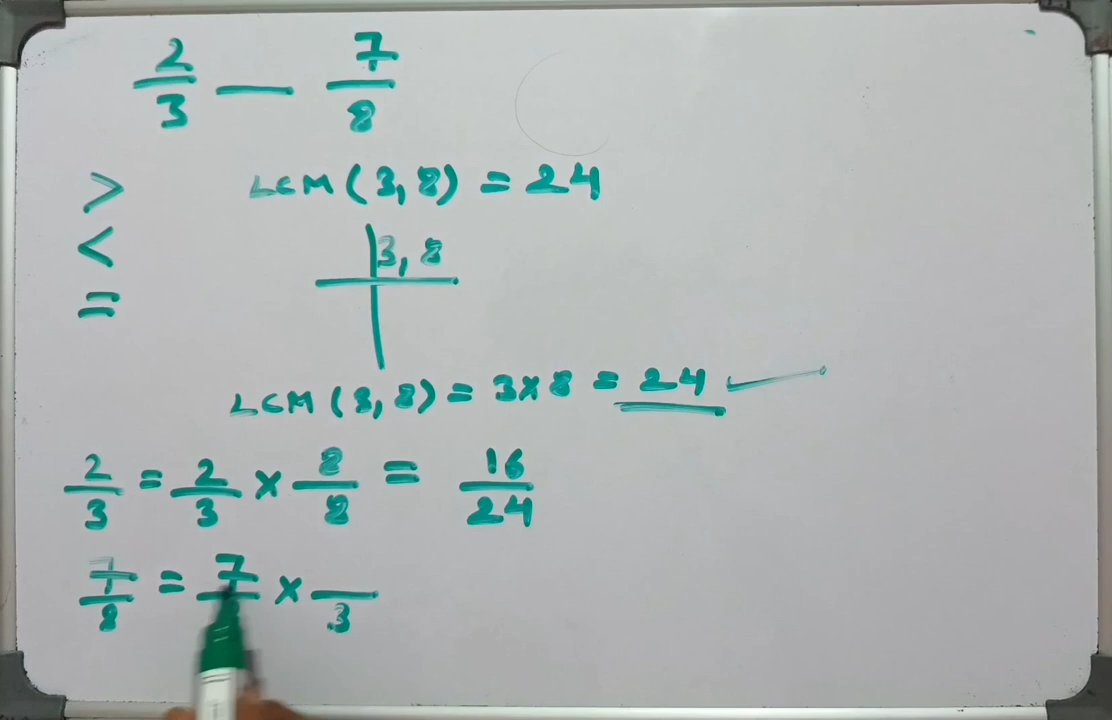 2/3 __ 7/8
> LCM (3, 8) = 24
<
=
3, 8
LCM (3, 8) = 3 x 8 = 24
2/3 = 2/3 x 8/8 = 16/24
7/8 = 7/ x /3